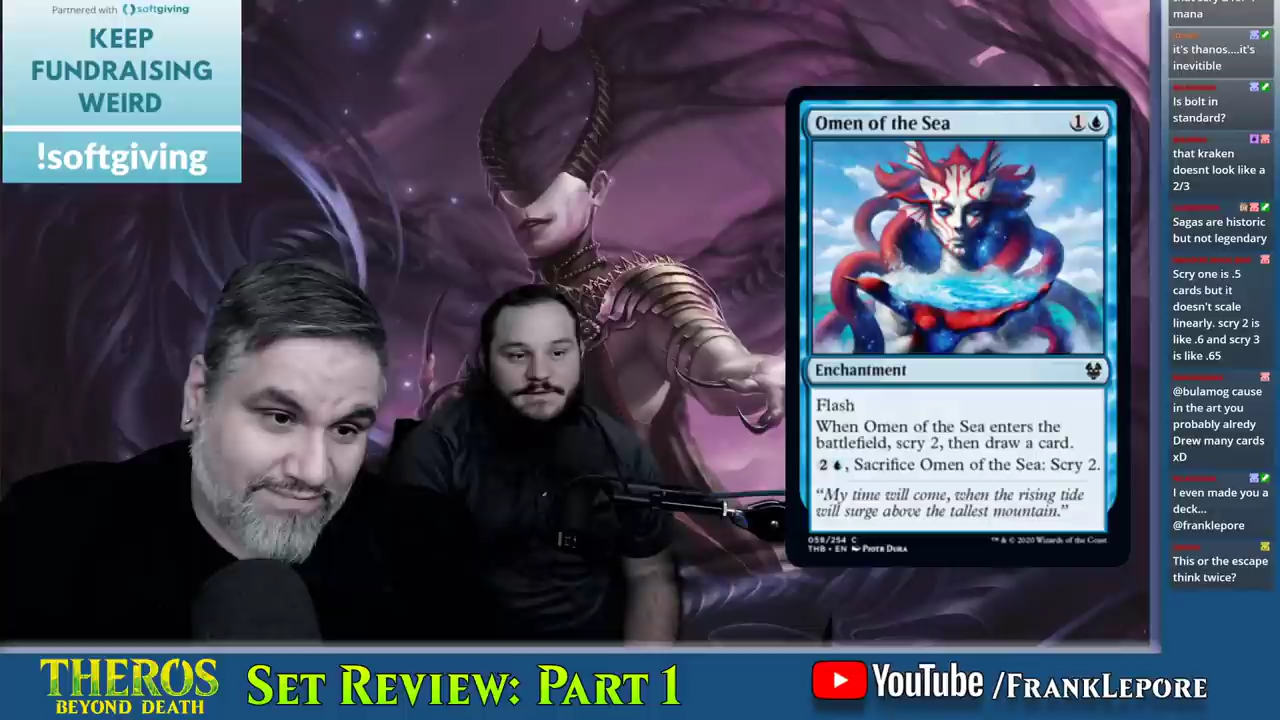 Partnered with softgiving
KEEP
FUNDRAISING
WEIRD
!softgiving
Omen of the Sea
1
Enchantment
Flash
When Omen of the Sea enters the
battlefield, scry 2, then draw a card.
2 , Sacrifice Omen of the Sea: Scry 2.
“My time will come, when the rising tide
will surge above the tallest mountain.”
058/254 C
THB • EN Piotr Dura
™ & © 2020 Wizards of the Coast
mana
it's thanos....it's
inevitible
Is bolt in
standard?
that kraken
doesnt look like a
2/3
Sagas are historic
but not legendary
Scry one is .5
cards but it
doesn't scale
linearly. scry 2 is
like .6 and scry 3
is like .65
@bulamog cause
in the art you
probably alredy
Drew many cards
xD
I even made you a
deck...
@franklepore
This or the escape
think twice?
THEROS
BEYOND DEATH
SET REVIEW: PART 1
YouTube /FRANKLEPORE